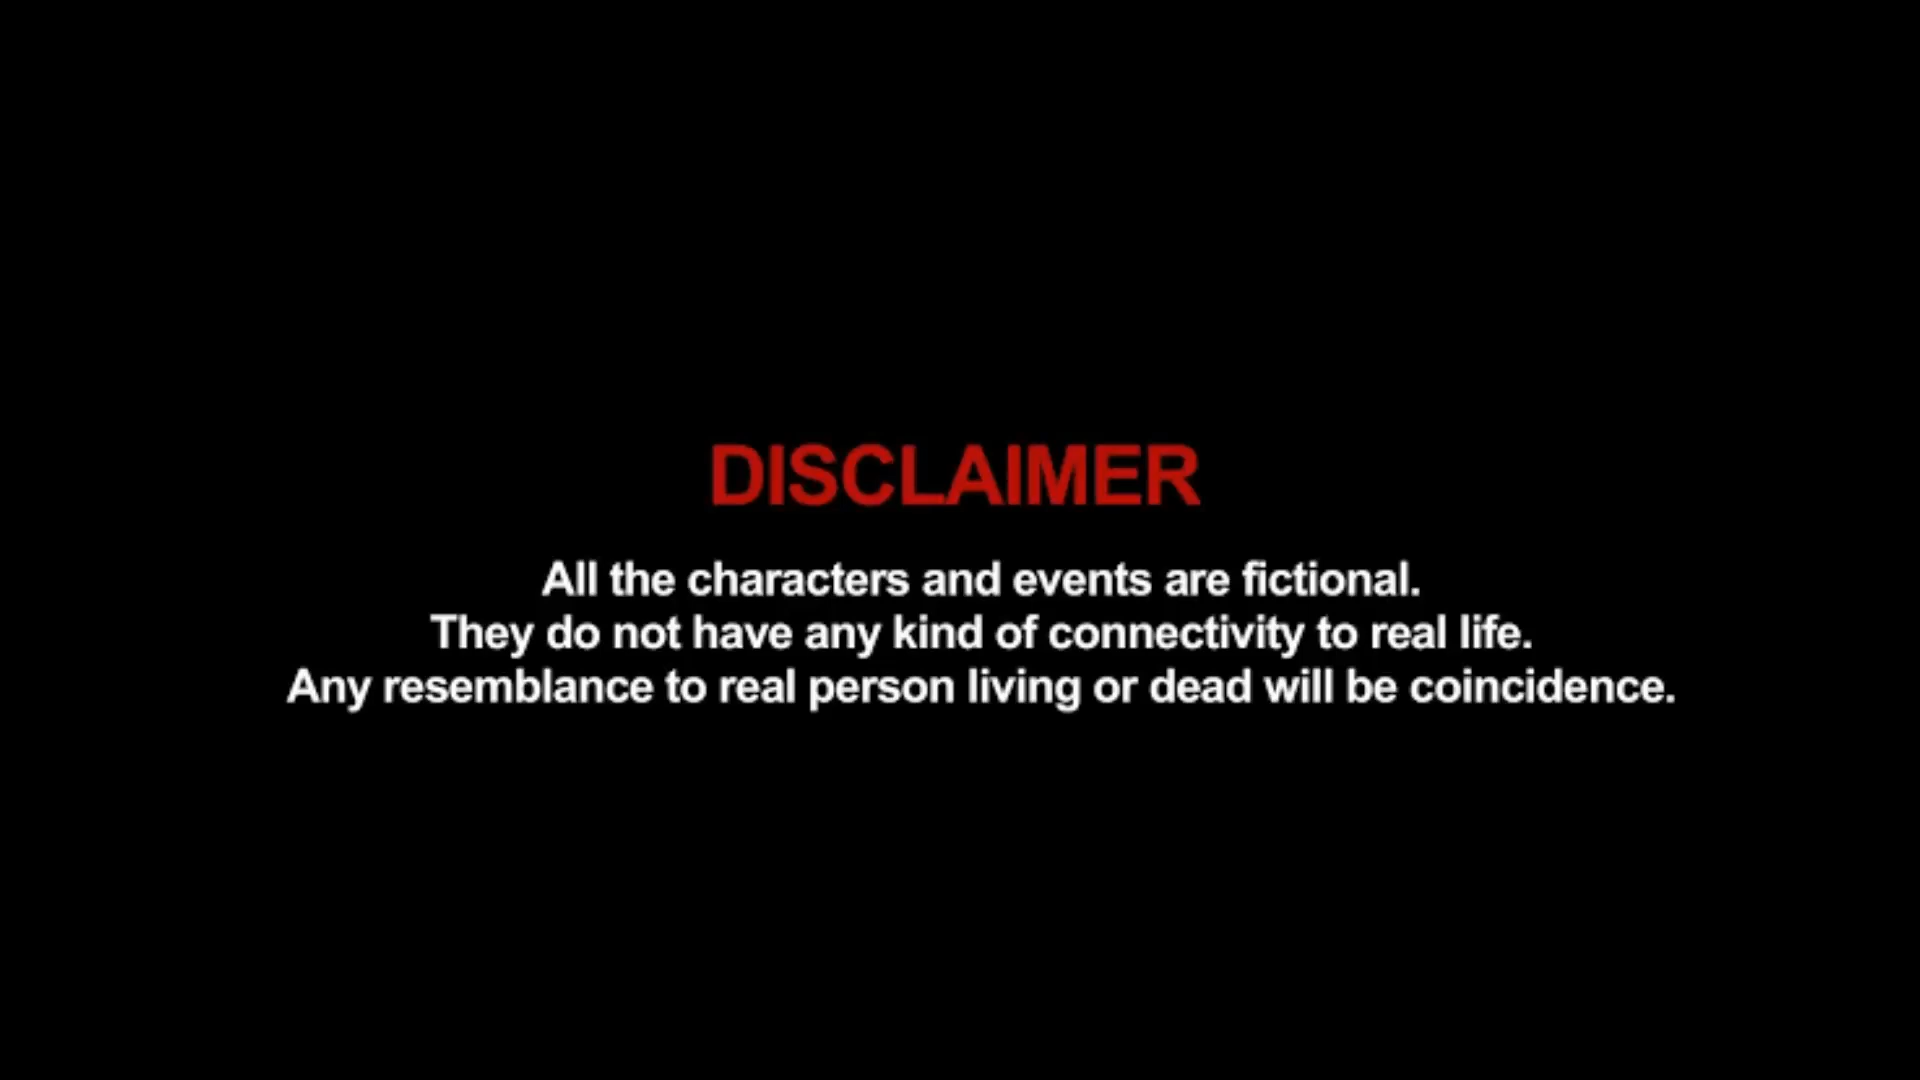 DISCLAIMER
All the characters and events are fictional.
They do not have any kind of connectivity to real life.
Any resemblance to real person living or dead will be coincidence.